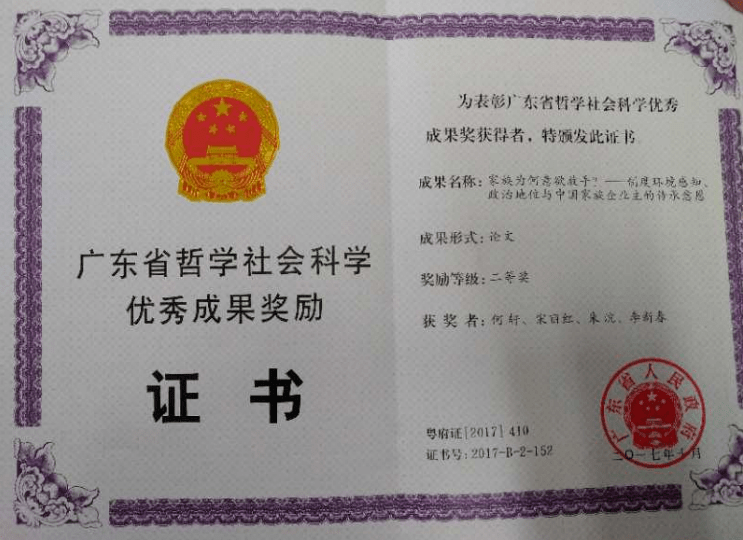 广东省哲学社会科学
优秀成果奖励
证 书
为表彰广东省哲学社会科学优秀
成果奖获得者，特颁发此证书
成果名称：家族为何意欲放手？——制度环境感知、
政治地位与中国家族企业主的传承意愿
成果形式：论文
奖励等级：二等奖
获 奖 者：何轩、宋丽红、朱沆、李新春
粤府证[2017] 410
证书号：2017-B-2-152
广东省人民政府
二〇一七年 月